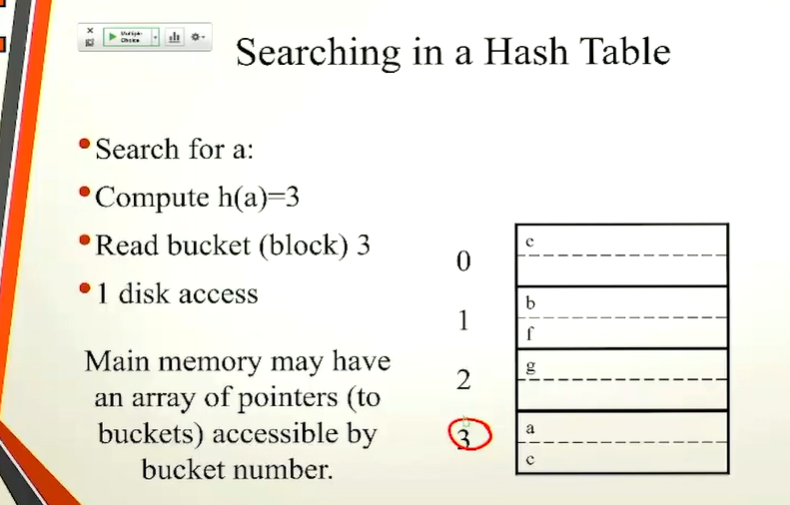 Multiple
Choice
Searching in a Hash Table
Search for a:
Compute h(a)=3
Read bucket (block) 3
1 disk access
Main memory may have
an array of pointers (to
buckets) accessible by
bucket number.
0
1
2
3
b
f
g
a
c